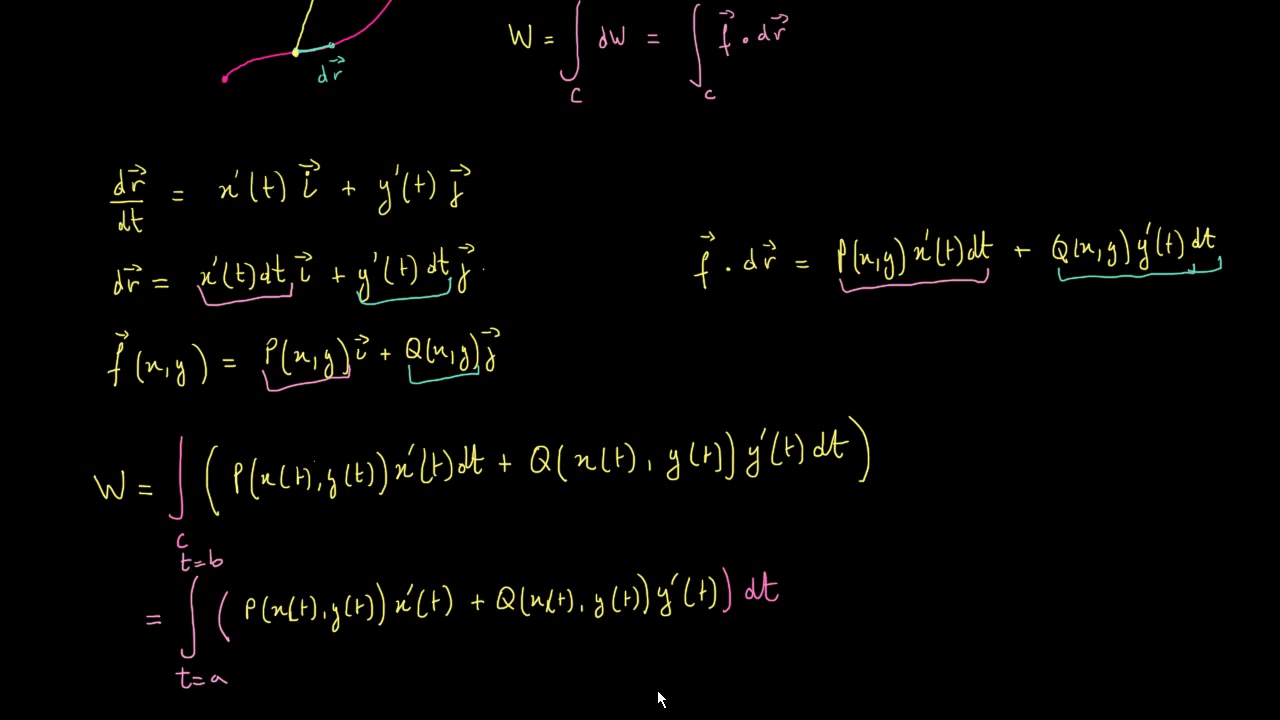 W = ∫_C dW = ∫_C f⃗ · dr⃗
dr⃗
dr⃗/dt = x'(t) i⃗ + y'(t) j⃗
dr⃗ = x'(t)dt i⃗ + y'(t)dt j⃗
f⃗ · dr⃗ = P(x,y) x'(t)dt + Q(x,y) y'(t) dt
f⃗(x,y) = P(x,y) i⃗ + Q(x,y) j⃗
W = ∫_C ( P(x(t),y(t)) x'(t)dt + Q(x(t), y(t)) y'(t) dt )
= ∫_{t=a}^{t=b} ( P(x(t),y(t)) x'(t) + Q(x(t), y(t)) y'(t) ) dt